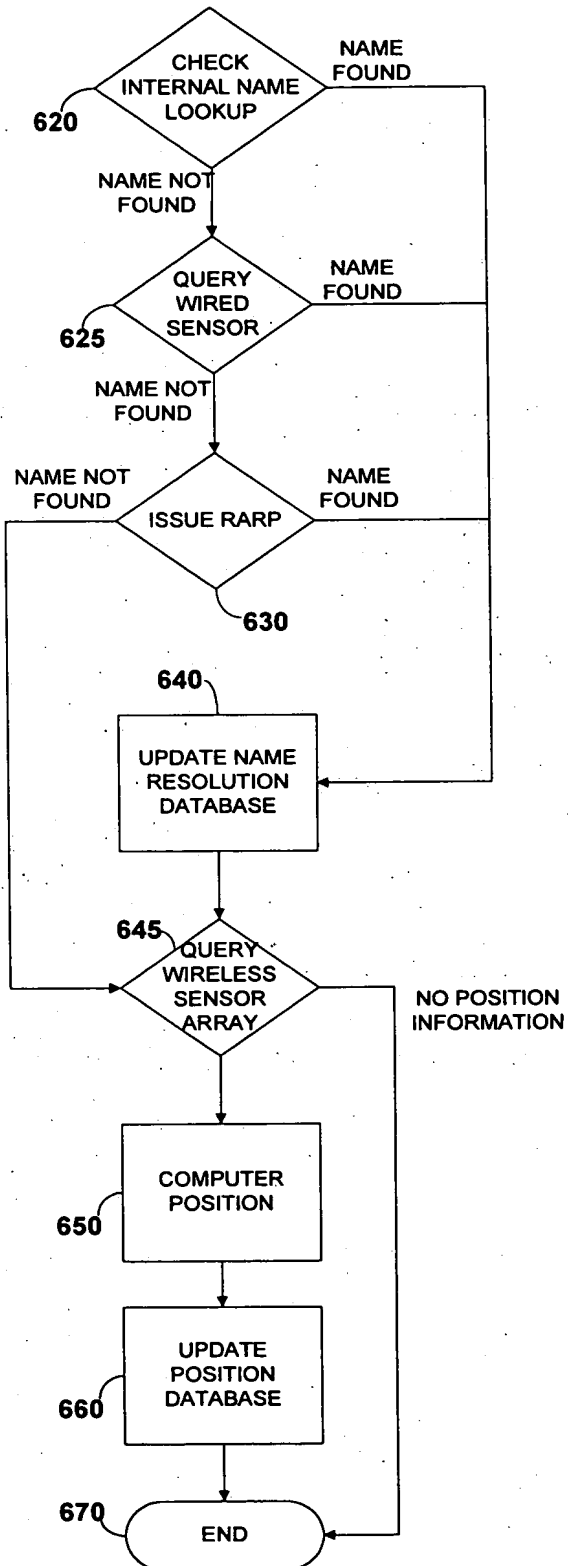 CHECK
INTERNAL NAME
LOOKUP
NAME
FOUND
620
NAME NOT
FOUND
QUERY
WIRED
SENSOR
NAME
FOUND
625
NAME NOT
FOUND
NAME NOT
FOUND
ISSUE RARP
NAME
FOUND
630
640
UPDATE NAME
RESOLUTION
DATABASE
645
QUERY
WIRELESS
SENSOR
ARRAY
NO POSITION
INFORMATION
COMPUTER
POSITION
650
UPDATE
POSITION
DATABASE
660
670
END